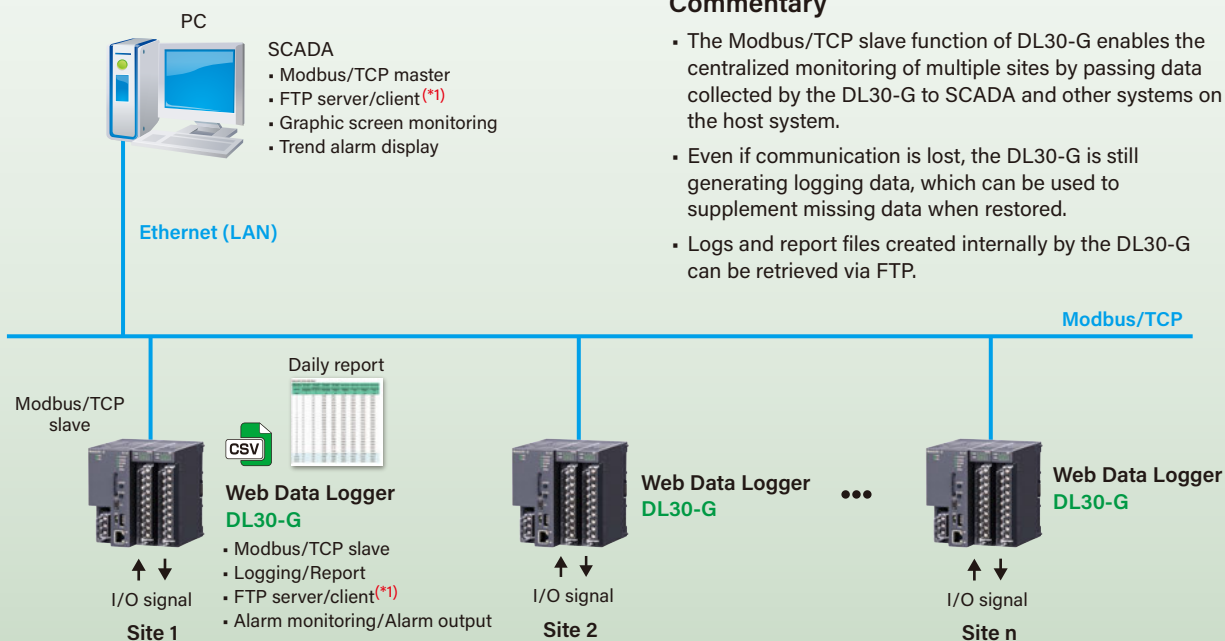 PC
SCADA
▪ Modbus/TCP master
▪ FTP server/client(*1)
▪ Graphic screen monitoring
▪ Trend alarm display
Commentary
▪ The Modbus/TCP slave function of DL30-G enables the
centralized monitoring of multiple sites by passing data
collected by the DL30-G to SCADA and other systems on
the host system.
▪ Even if communication is lost, the DL30-G is still
generating logging data, which can be used to
supplement missing data when restored.
▪ Logs and report files created internally by the DL30-G
can be retrieved via FTP.
Ethernet (LAN)
Modbus/TCP
Modbus/TCP
slave
Daily report
CSV
Web Data Logger
DL30-G
▪ Modbus/TCP slave
▪ Logging/Report
▪ FTP server/client(*1)
▪ Alarm monitoring/Alarm output
I/O signal
Site 1
Web Data Logger
DL30-G
I/O signal
Site 2
•••
Web Data Logger
DL30-G
I/O signal
Site n